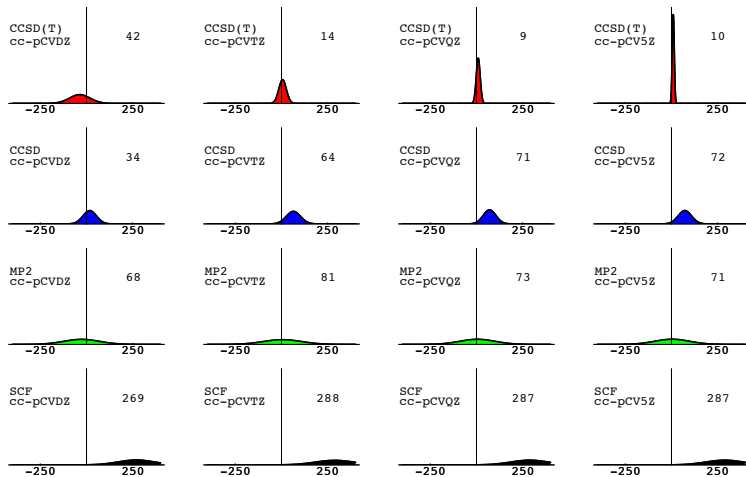 CCSD(T)
cc-pCVDZ 42
-250 250
CCSD(T)
cc-pCVTZ 14
-250 250
CCSD(T)
cc-pCVQZ 9
-250 250
CCSD(T)
cc-pCV5Z 10
-250 250
CCSD
cc-pCVDZ 34
-250 250
CCSD
cc-pCVTZ 64
-250 250
CCSD
cc-pCVQZ 71
-250 250
CCSD
cc-pCV5Z 72
-250 250
MP2
cc-pCVDZ 68
-250 250
MP2
cc-pCVTZ 81
-250 250
MP2
cc-pCVQZ 73
-250 250
MP2
cc-pCV5Z 71
-250 250
SCF
cc-pCVDZ 269
-250 250
SCF
cc-pCVTZ 288
-250 250
SCF
cc-pCVQZ 287
-250 250
SCF
cc-pCV5Z 287
-250 250